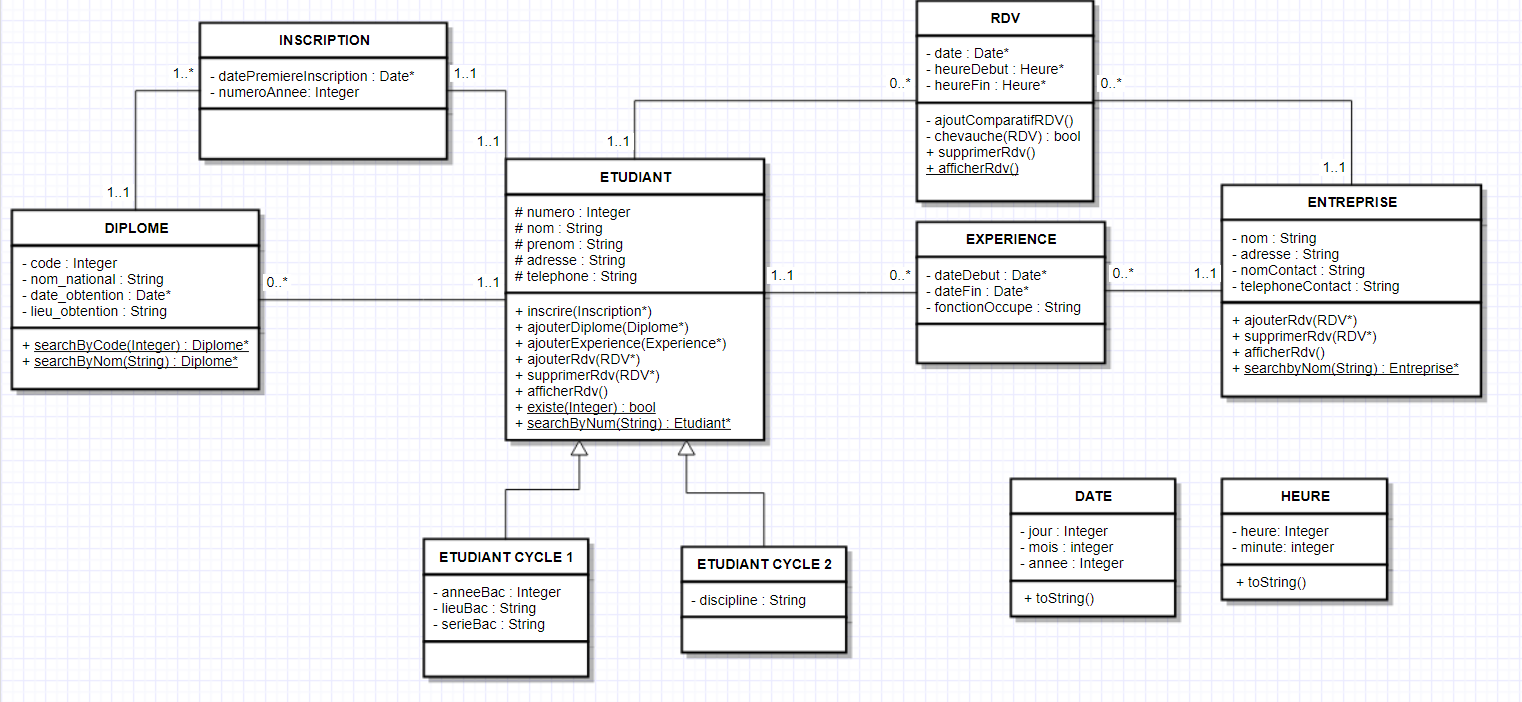 INSCRIPTION
- datePremiereInscription : Date*
- numeroAnnee: Integer
1..*
1..1
1..1
1..1
DIPLOME
- code : Integer
- nom_national : String
- date_obtention : Date*
- lieu_obtention : String
+ searchByCode(Integer) : Diplome*
+ searchByNom(String) : Diplome*
0..*
1..1
ETUDIANT
# numero : Integer
# nom : String
# prenom : String
# adresse : String
# telephone : String
+ inscrire(Inscription*)
+ ajouterDiplome(Diplome*)
+ ajouterExperience(Experience*)
+ ajouterRdv(RDV*)
+ supprimerRdv(RDV*)
+ afficherRdv()
+ existe(Integer) : bool
+ searchByNum(String) : Etudiant*
1..1
0..*
RDV
- date : Date*
- heureDebut : Heure*
- heureFin : Heure*
- ajoutComparatifRDV()
- chevauche(RDV) : bool
+ supprimerRdv()
+ afficherRdv()
0..*
1..1
1..1
0..*
EXPERIENCE
- dateDebut : Date*
- dateFin : Date*
- fonctionOccupe : String
0..*
1..1
ENTREPRISE
- nom : String
- adresse : String
- nomContact : String
- telephoneContact : String
+ ajouterRdv(RDV*)
+ supprimerRdv(RDV*)
+ afficherRdv()
+ searchbyNom(String) : Entreprise*
ETUDIANT CYCLE 1
- anneeBac : Integer
- lieuBac : String
- serieBac : String
ETUDIANT CYCLE 2
- discipline : String
DATE
- jour : Integer
- mois : integer
- annee : Integer
+ toString()
HEURE
- heure: Integer
- minute: integer
+ toString()